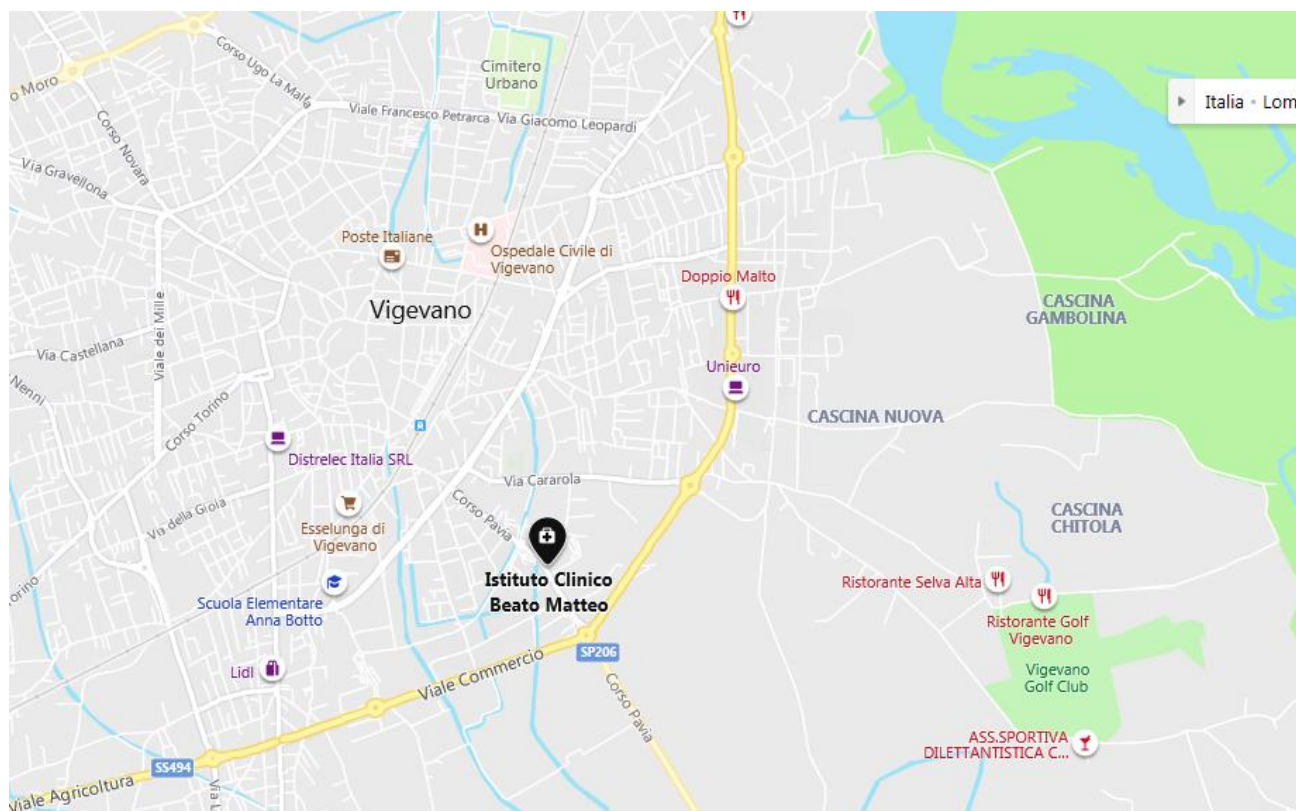 Cimitero
Urbano
Corso Ugo La Malfa
o Moro
Italia • Lom
Viale Francesco Petrarca
Via Giacomo Leopardi
Corso Novara
Via Gravellona
Poste Italiane
Ospedale Civile di
Vigevano
Doppio Malto
Vigevano
CASCINA
GAMBOLINA
Viale dei Mille
Via Castellana
Unieuro
Nenni
Corso Torino
CASCINA NUOVA
Distrelec Italia SRL
Via Cararola
Via della Gioia
Corso Pavia
Esselunga di
Vigevano
CASCINA
CHITOLA
Istituto Clinico
Beato Matteo
Ristorante Selva Alta
Torino
Scuola Elementare
Anna Botto
Ristorante Golf
Vigevano
SP206
Lidl
Viale Commercio
Vigevano
Golf Club
Corso Pavia
ASS.SPORTIVA
DILETTANTISTICA C...
SS494
Viale Agricoltura
Via L